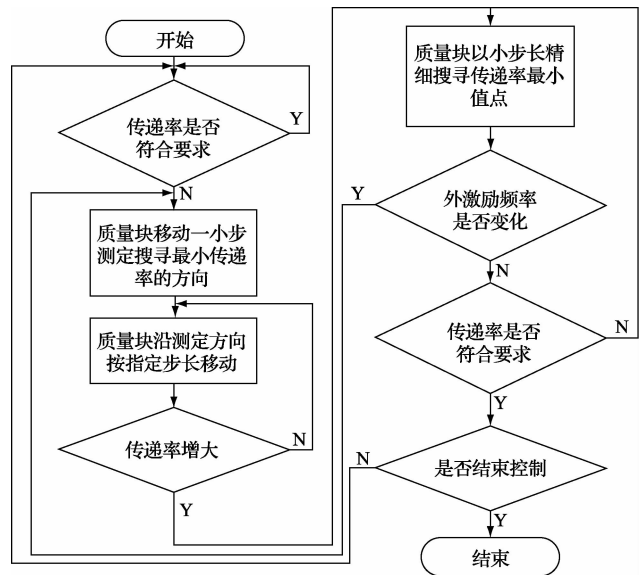 开始
传递率是否
符合要求
Y
N
质量块移动一小步
测定搜寻最小传递
率的方向
质量块沿测定方向
按指定步长移动
传递率增大
N
Y
质量块以小步长精
细搜寻传递率最小
值点
外激励频率
是否变化
Y
N
传递率是否
符合要求
N
Y
是否结束控制
N
Y
结束